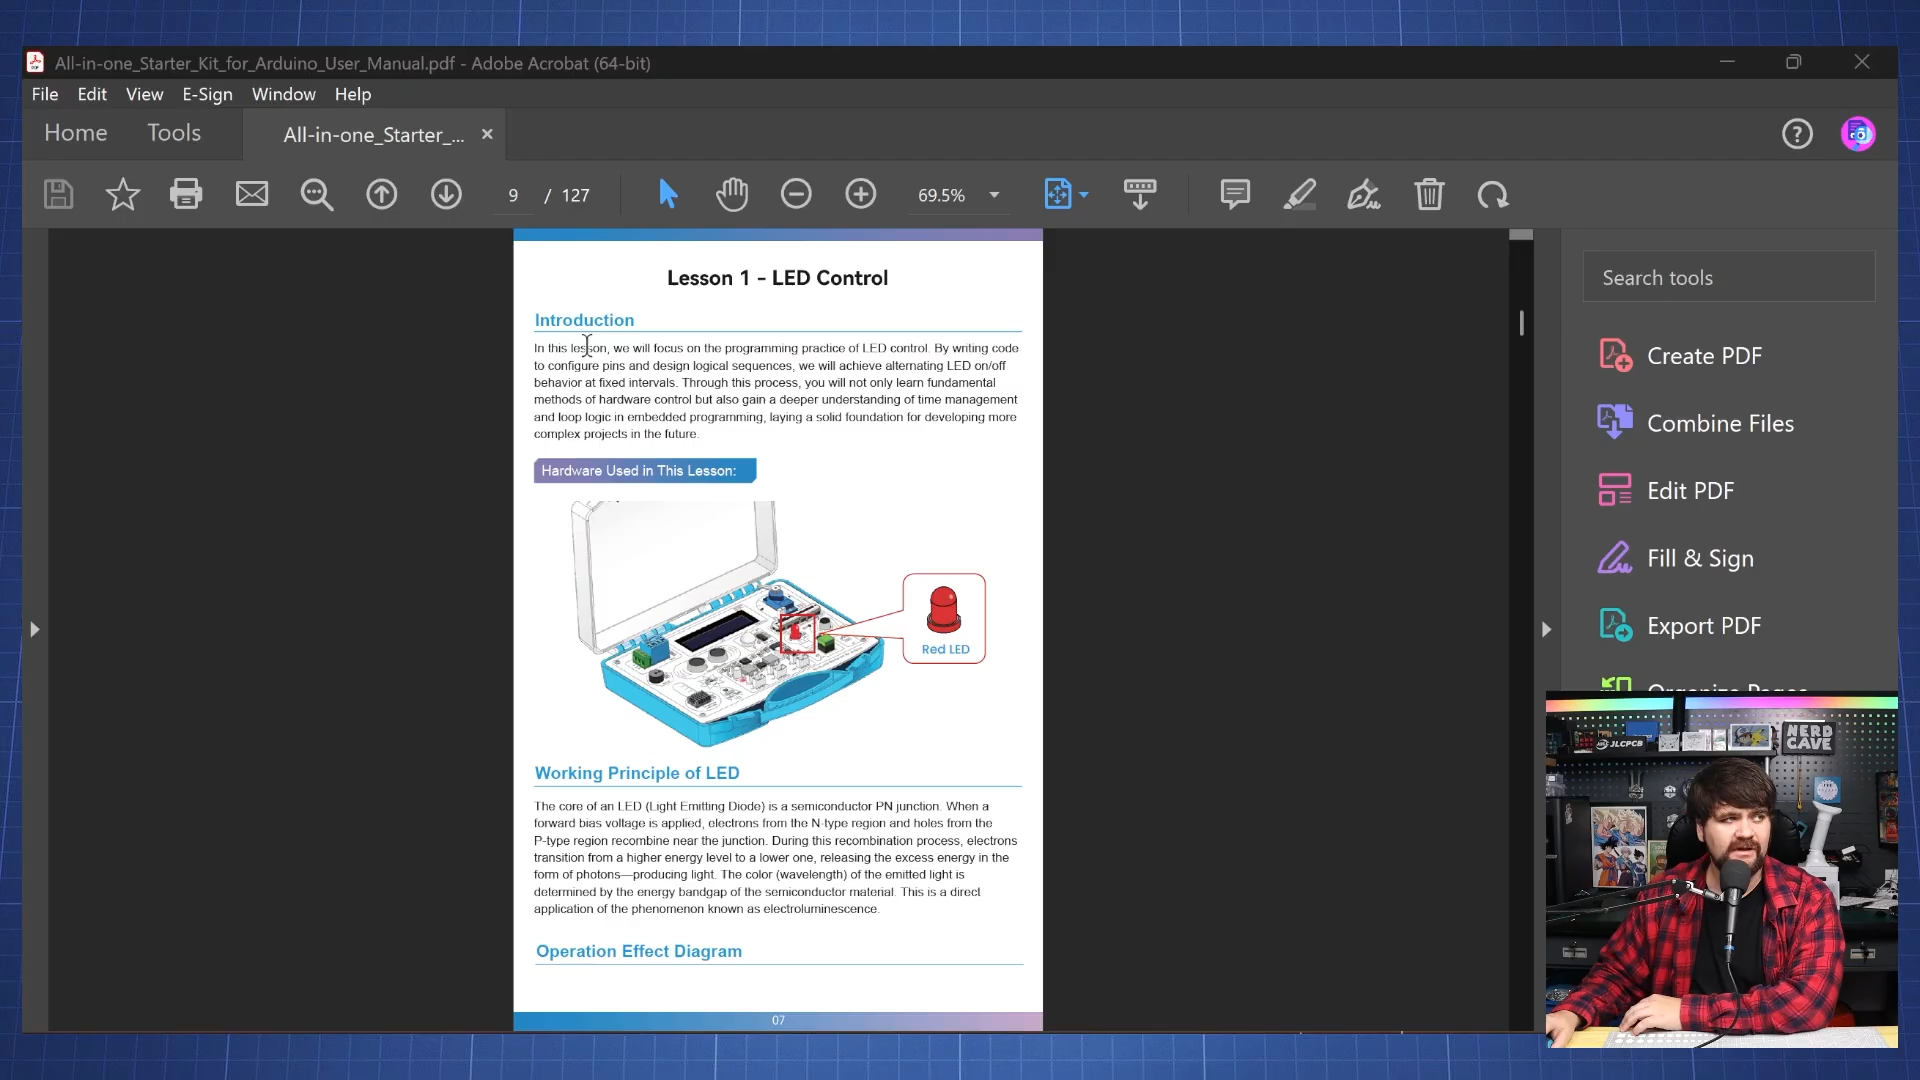 All-in-one_Starter_Kit_for_Arduino_User_Manual.pdf - Adobe Acrobat (64-bit)
File Edit View E-Sign Window Help
Home Tools All-in-one_Starter_...
9 / 127 69.5%
Lesson 1 - LED Control
Introduction
In this lesson, we will focus on the programming practice of LED control. By writing code
to configure pins and design logical sequences, we will achieve alternating LED on/off
behavior at fixed intervals. Through this process, you will not only learn fundamental
methods of hardware control but also gain a deeper understanding of time management
and loop logic in embedded programming, laying a solid foundation for developing more
complex projects in the future.
Hardware Used in This Lesson:
Red LED
Working Principle of LED
The core of an LED (Light Emitting Diode) is a semiconductor PN junction. When a
forward bias voltage is applied, electrons from the N-type region and holes from the
P-type region recombine near the junction. During this recombination process, electrons
transition from a higher energy level to a lower one, releasing the excess energy in the
form of photons—producing light. The color (wavelength) of the emitted light is
determined by the energy bandgap of the semiconductor material. This is a direct
application of the phenomenon known as electroluminescence.
Operation Effect Diagram
07
Search tools
Create PDF
Combine Files
Edit PDF
Fill & Sign
Export PDF
Organize Pages
JLCPCB
NERD
CAVE